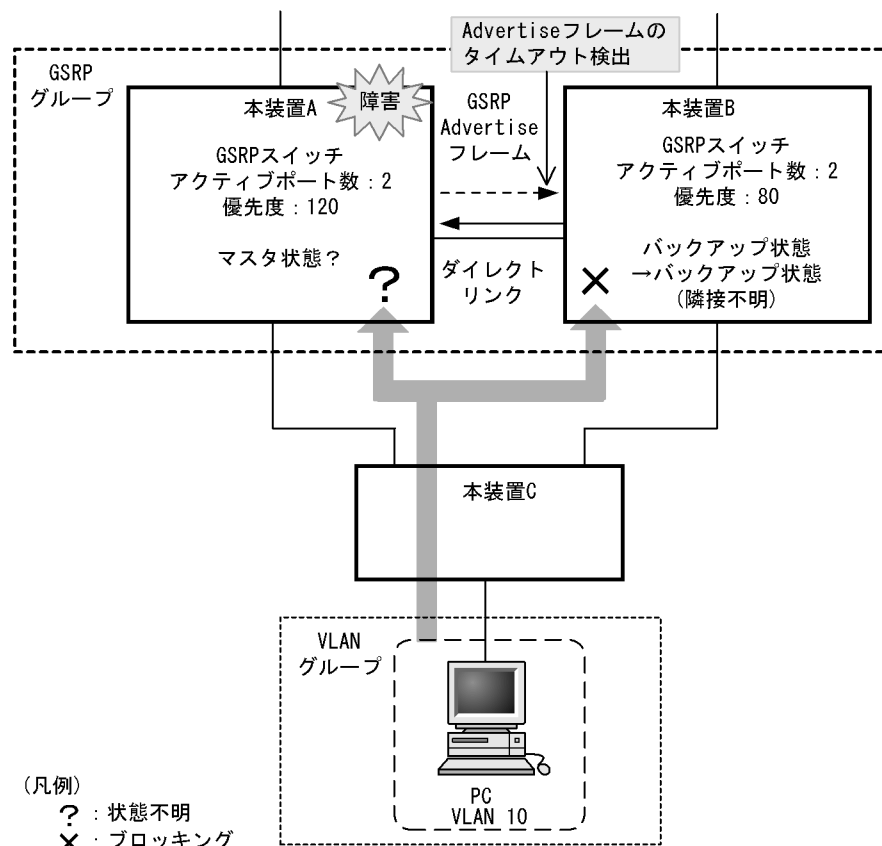 Advertiseフレームの
タイムアウト検出
GSRP
グループ
本装置A
障害
GSRP
Advertise
フレーム
本装置B
GSRPスイッチ
アクティブポート数：2
優先度：120
GSRPスイッチ
アクティブポート数：2
優先度：80
マスタ状態？
?
ダイレクト
リンク
バックアップ状態
→バックアップ状態
(隣接不明)
×
本装置C
VLAN
グループ
PC
VLAN 10
(凡例)
? ：状態不明
× ：ブロッキング